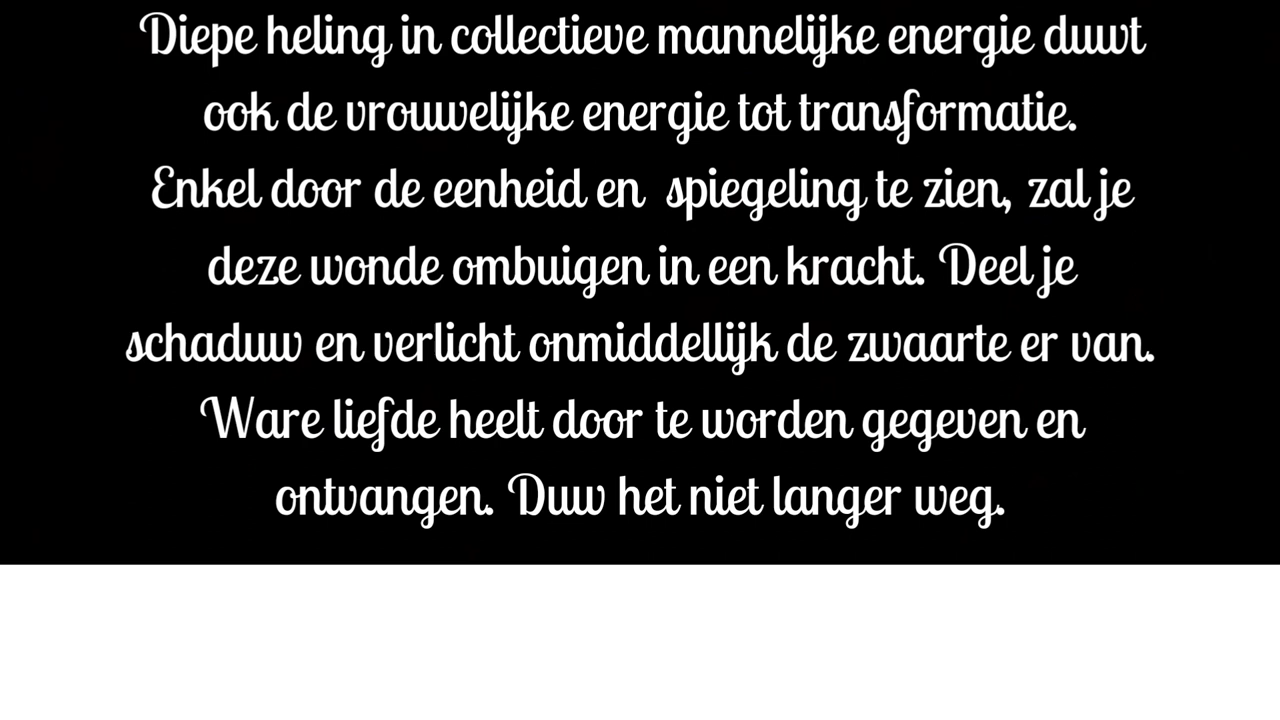 Diepe heling in collectieve mannelijke energie duwt
ook de vrouwelijke energie tot transformatie.
Enkel door de eenheid en spiegeling te zien, zal je
deze wonde ombuigen in een kracht. Deel je
schaduw en verlicht onmiddellijk de zwaarte er van.
Ware liefde heelt door te worden gegeven en
ontvangen. Duw het niet langer weg.